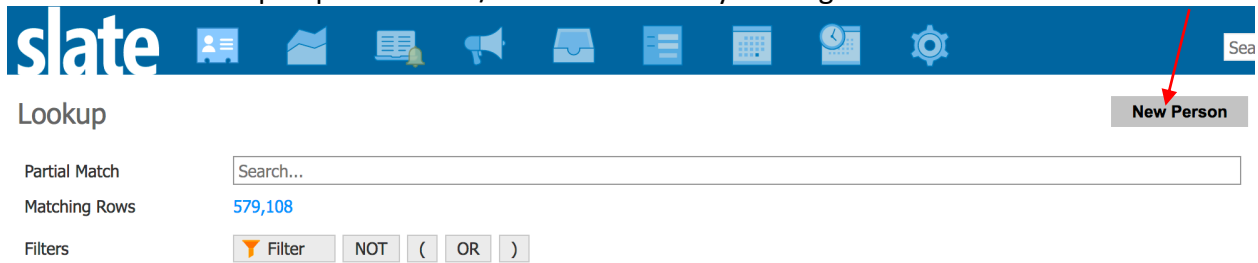 slate
Sea
Lookup
New Person
Partial Match Search...
Matching Rows 579,108
Filters Filter NOT ( OR )